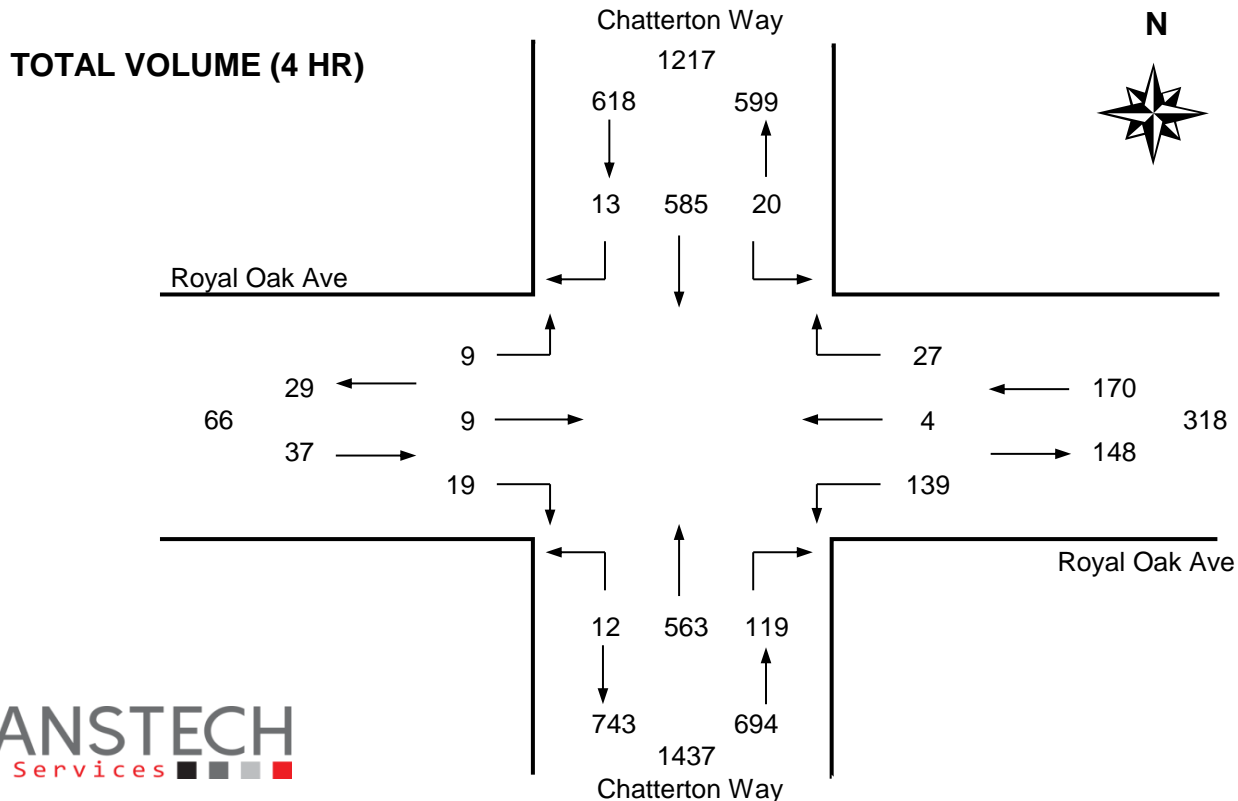 Chatterton Way
N
TOTAL VOLUME (4 HR)
1217
618 599
13 585 20
Royal Oak Ave
9 27
29 170
66 9 4 318
37 148
19 139
Royal Oak Ave
12 563 119
743 694
1437
Chatterton Way
ANSTECH
Services